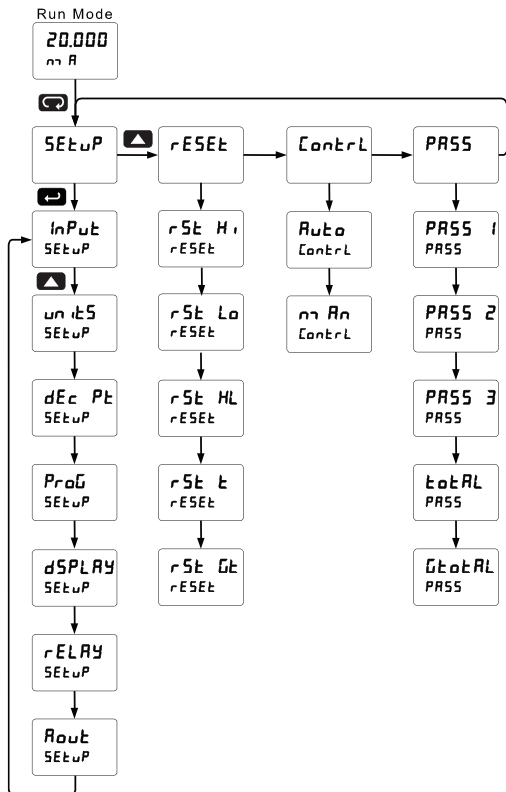 Run Mode
20.000
mA
SEtuP
rESEt
ContrL
PASS
InPut
SEtuP
rSt Hi
rESEt
Auto
ContrL
PASS 1
PASS
unitS
SEtuP
rSt Lo
rESEt
mAn
ContrL
PASS 2
PASS
dEc Pt
SEtuP
rSt HL
rESEt
PASS 3
PASS
ProG
SEtuP
rSt t
rESEt
totAL
PASS
dSPLAY
SEtuP
rSt Gt
rESEt
GtotAL
PASS
rELAY
SEtuP
Aout
SEtuP